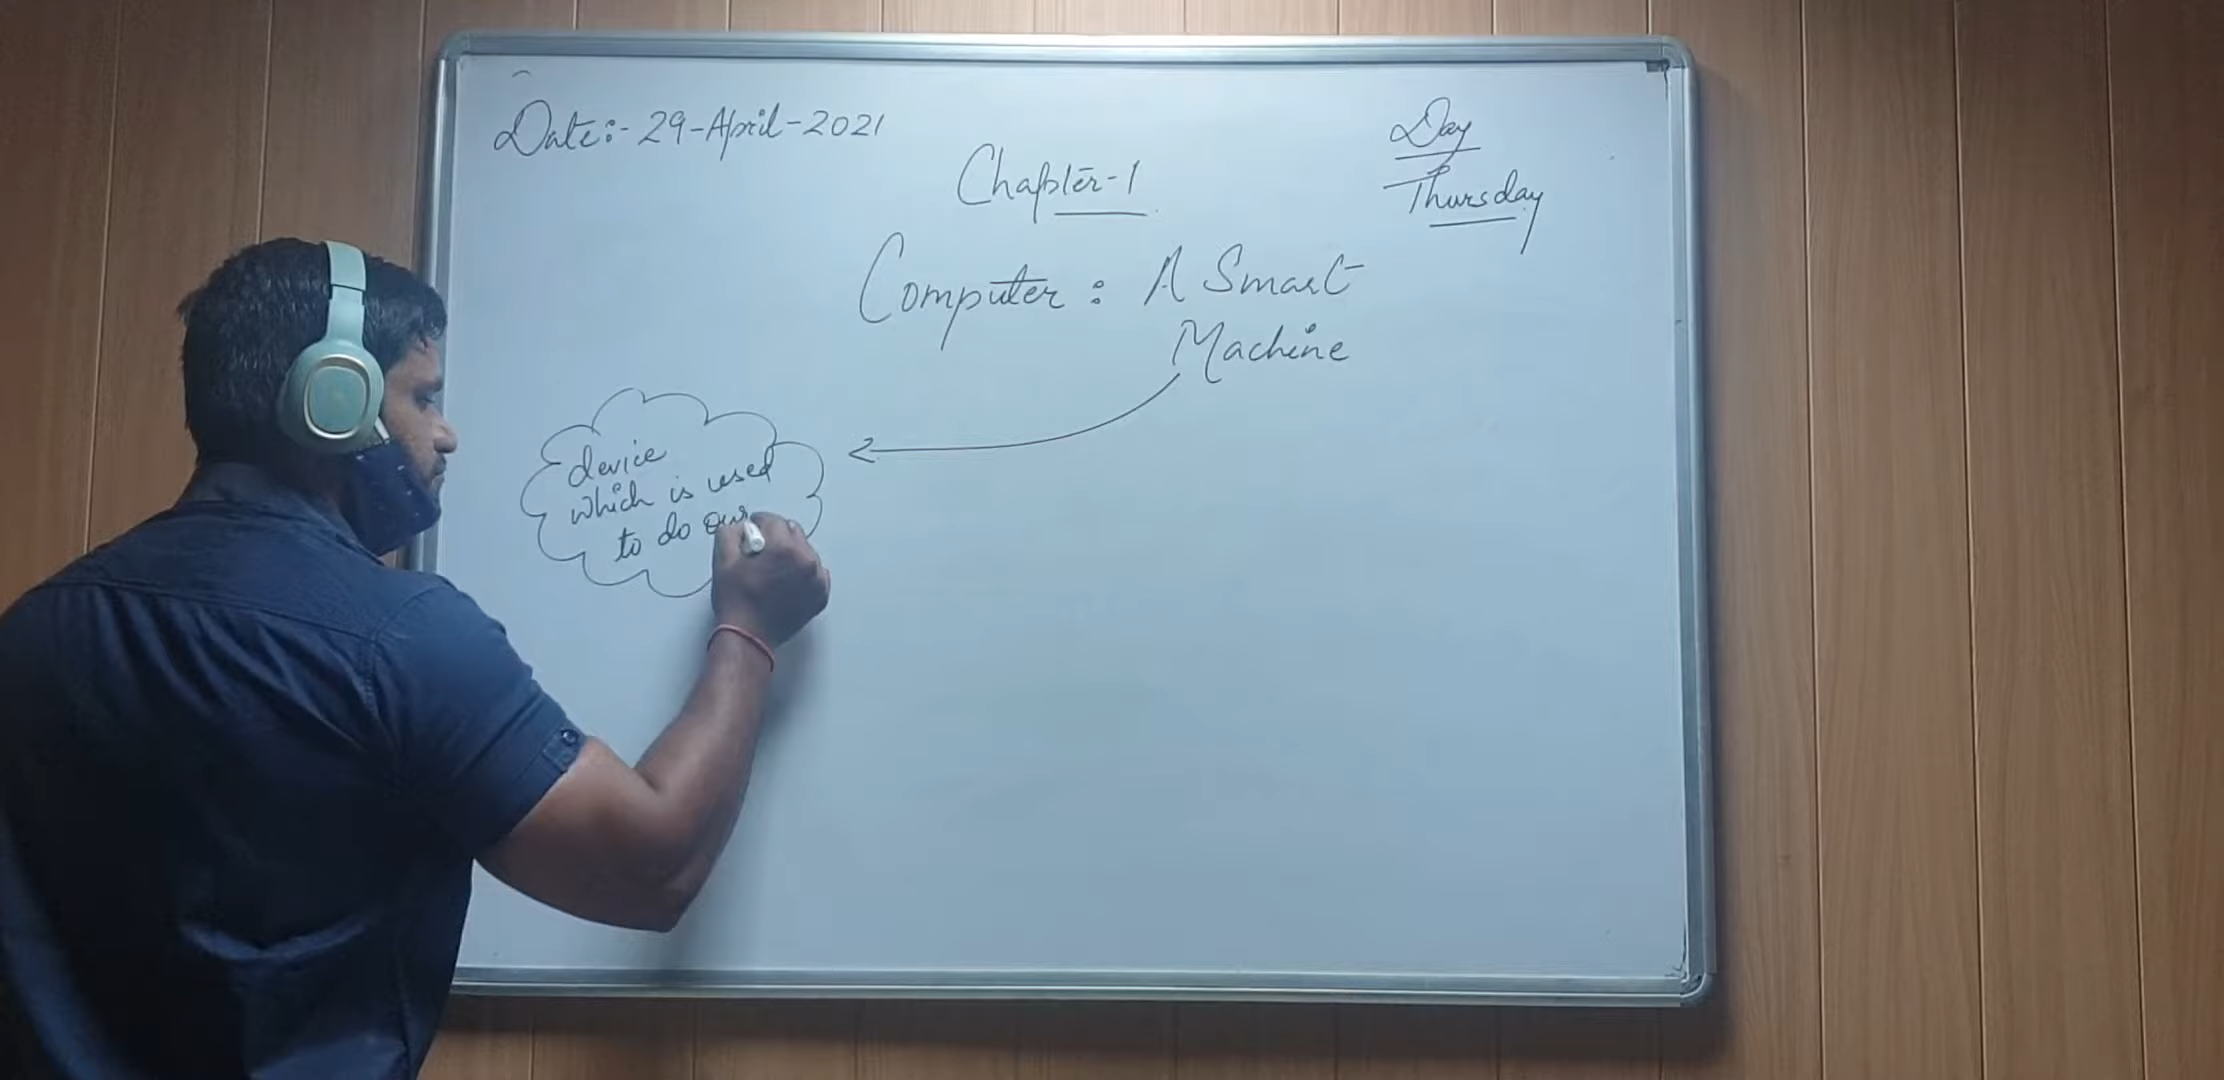 Date:- 29-April-2021
Day
Thursday
Chapter-1
Computer : A Smart
Machine
device
which is used
to do our